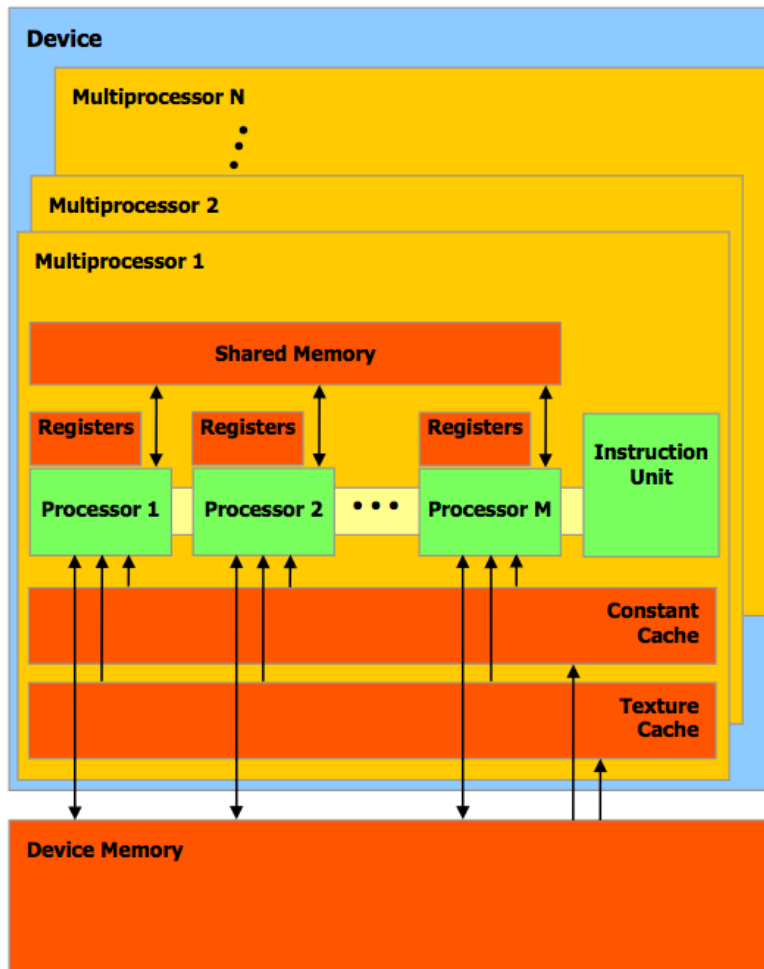 Device
Multiprocessor N
Multiprocessor 2
Multiprocessor 1
Shared Memory
Registers
Registers
Registers
Instruction
Unit
Processor 1
Processor 2
Processor M
Constant
Cache
Texture
Cache
Device Memory